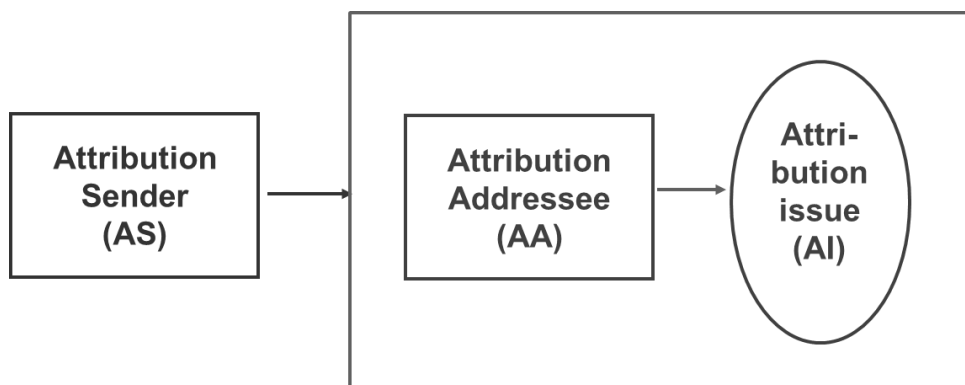 Attribution
Sender
(AS)
Attribution
Addressee
(AA)
Attri-
bution
issue
(AI)